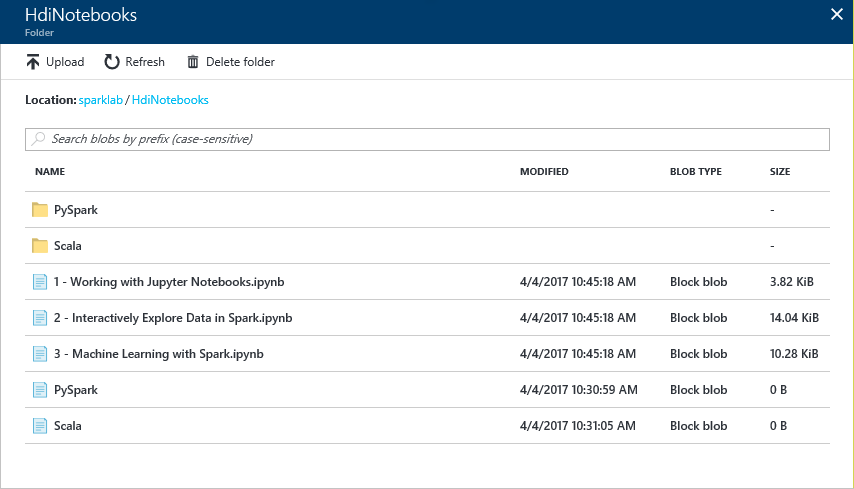 HdiNotebooks
Folder
Upload Refresh Delete folder
Location: sparklab / HdiNotebooks
Search blobs by prefix (case-sensitive)
NAME MODIFIED BLOB TYPE SIZE
PySpark -
Scala -
1 - Working with Jupyter Notebooks.ipynb 4/4/2017 10:45:18 AM Block blob 3.82 KiB
2 - Interactively Explore Data in Spark.ipynb 4/4/2017 10:45:18 AM Block blob 14.04 KiB
3 - Machine Learning with Spark.ipynb 4/4/2017 10:45:18 AM Block blob 10.28 KiB
PySpark 4/4/2017 10:30:59 AM Block blob 0 B
Scala 4/4/2017 10:31:05 AM Block blob 0 B